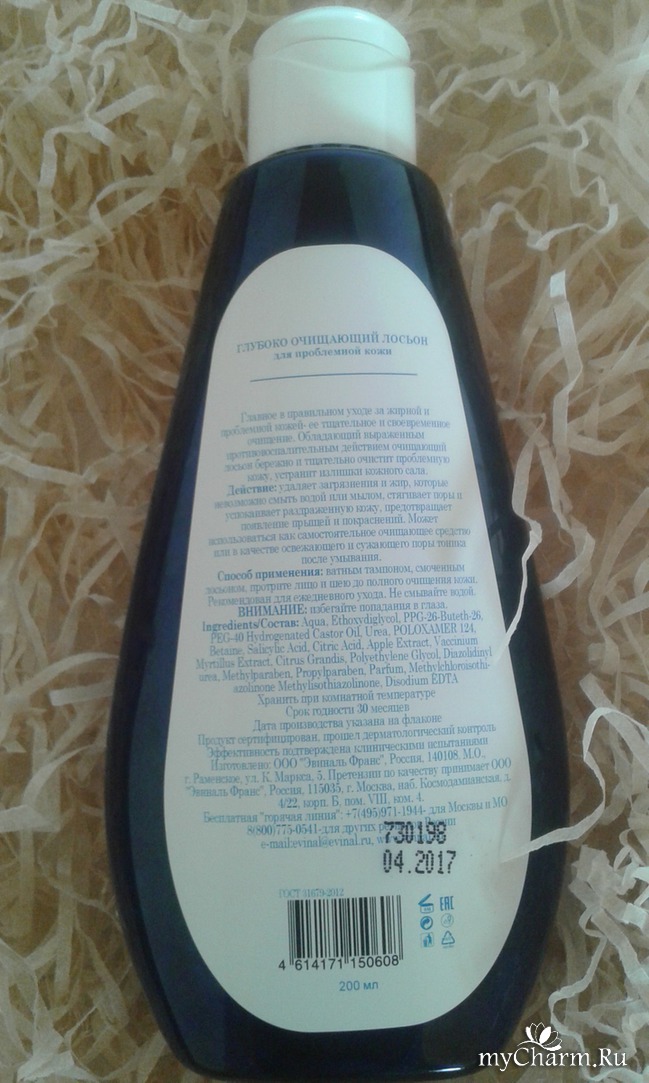 ГЛУБОКО ОЧИЩАЮЩИЙ ЛОСЬОН
для проблемной кожи
Главное в правильном уходе за жирной и
проблемной кожей- ее тщательное и своевременное
очищение. Обладающий выраженным
противовоспалительным действием очищающий
лосьон бережно и тщательно очистит проблемную
кожу, устранит излишки кожного сала.
Действие: удаляет загрязнения и жир, которые
невозможно смыть водой или мылом, стягивает поры и
успокаивает раздраженную кожу, предотвращает
появление прыщей и покраснений. Может
использоваться как самостоятельное очищающее средство
или в качестве освежающего и сужающего поры тоника
после умывания.
Способ применения: ватным тампоном, смоченным
лосьоном, протрите лицо и шею до полного очищения кожи.
Рекомендован для ежедневного ухода. Не смывайте водой.
ВНИМАНИЕ: избегайте попадания в глаза.
Ingredients/Состав: Aqua, Ethoxydiglycol, PPG-26-Buteth-26,
PEG-40 Hydrogenated Castor Oil, Urea, POLOXAMER 124,
Betaine, Salicylic Acid, Citric Acid, Apple Extract, Vaccinium
Myrtillus Extract, Citrus Grandis, Polyethylene Glycol, Diazolidinyl
urea, Methylparaben, Propylparaben, Parfum, Methylchloroisothi-
azolinone Methylisothiazolinone, Disodium EDTA
Хранить при комнатной температуре
Срок годности 30 месяцев
Дата производства указана на флаконе
Продукт сертифицирован, прошел дерматологический контроль
Эффективность подтверждена клиническими испытаниями
Изготовлено: ООО "Эвиналь Франс", Россия, 140108. М.О.,
г. Раменское, ул. К. Маркса, 5, Претензии по качеству принимает ООО
"Эвиналь Франс", Россия, 115035, г. Москва, наб. Космодамианская, д.
4/22, корп. Б, пом. VIII, ком. 4.
Бесплатная "горячая линия": +7(495)971-1944- для Москвы и МО
8(800)775-0541-для других России
e-mail:evinal@evinal.ru,
730198
04.2017
ГОСТ 31679-2012
EAC
4 614171 150608
200 мл
myCharm.Ru